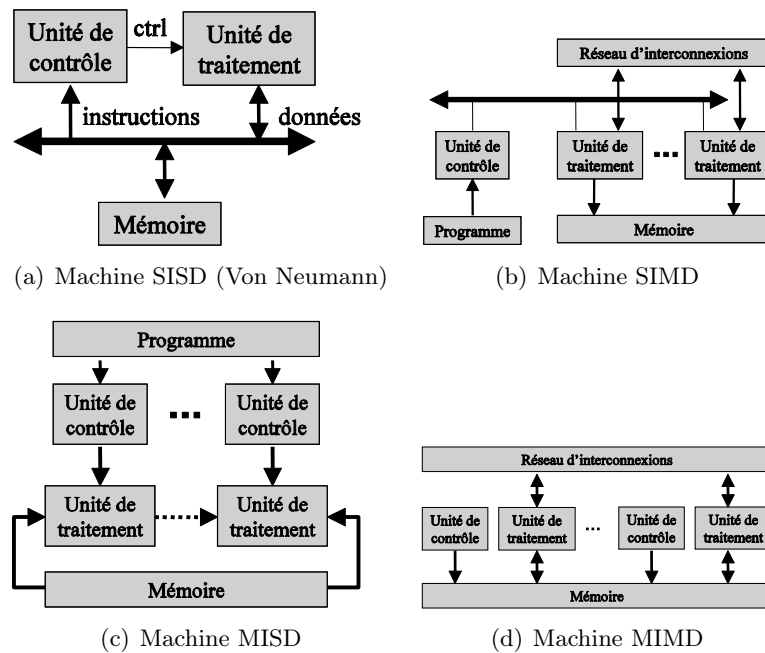 Unité de
contrôle
ctrl
Unité de
traitement
instructions
données
Mémoire
(a) Machine SISD (Von Neumann)
Réseau d'interconnexions
Unité de
contrôle
Unité de
traitement
Unité de
traitement
Programme
Mémoire
(b) Machine SIMD
Programme
Unité de
contrôle
Unité de
contrôle
Unité de
traitement
Unité de
traitement
Mémoire
(c) Machine MISD
Réseau d'interconnexions
Unité de
contrôle
Unité de
traitement
...
Unité de
contrôle
Unité de
traitement
Mémoire
(d) Machine MIMD